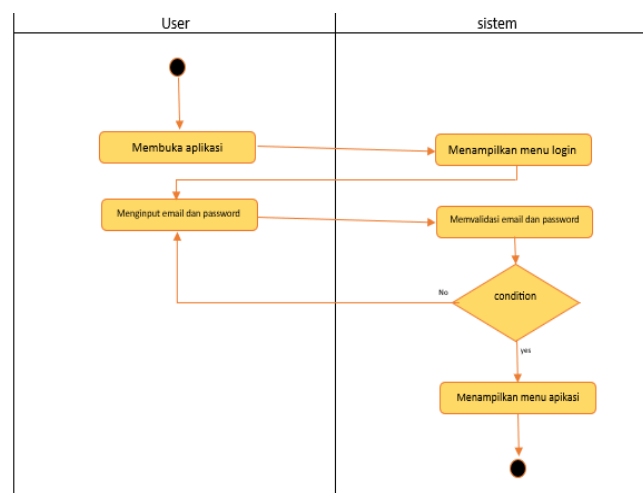 User
sistem
Membuka aplikasi
Menampilkan menu login
Menginput email dan password
Memvalidasi email dan password
No
condition
yes
Menampilkan menu apikasi